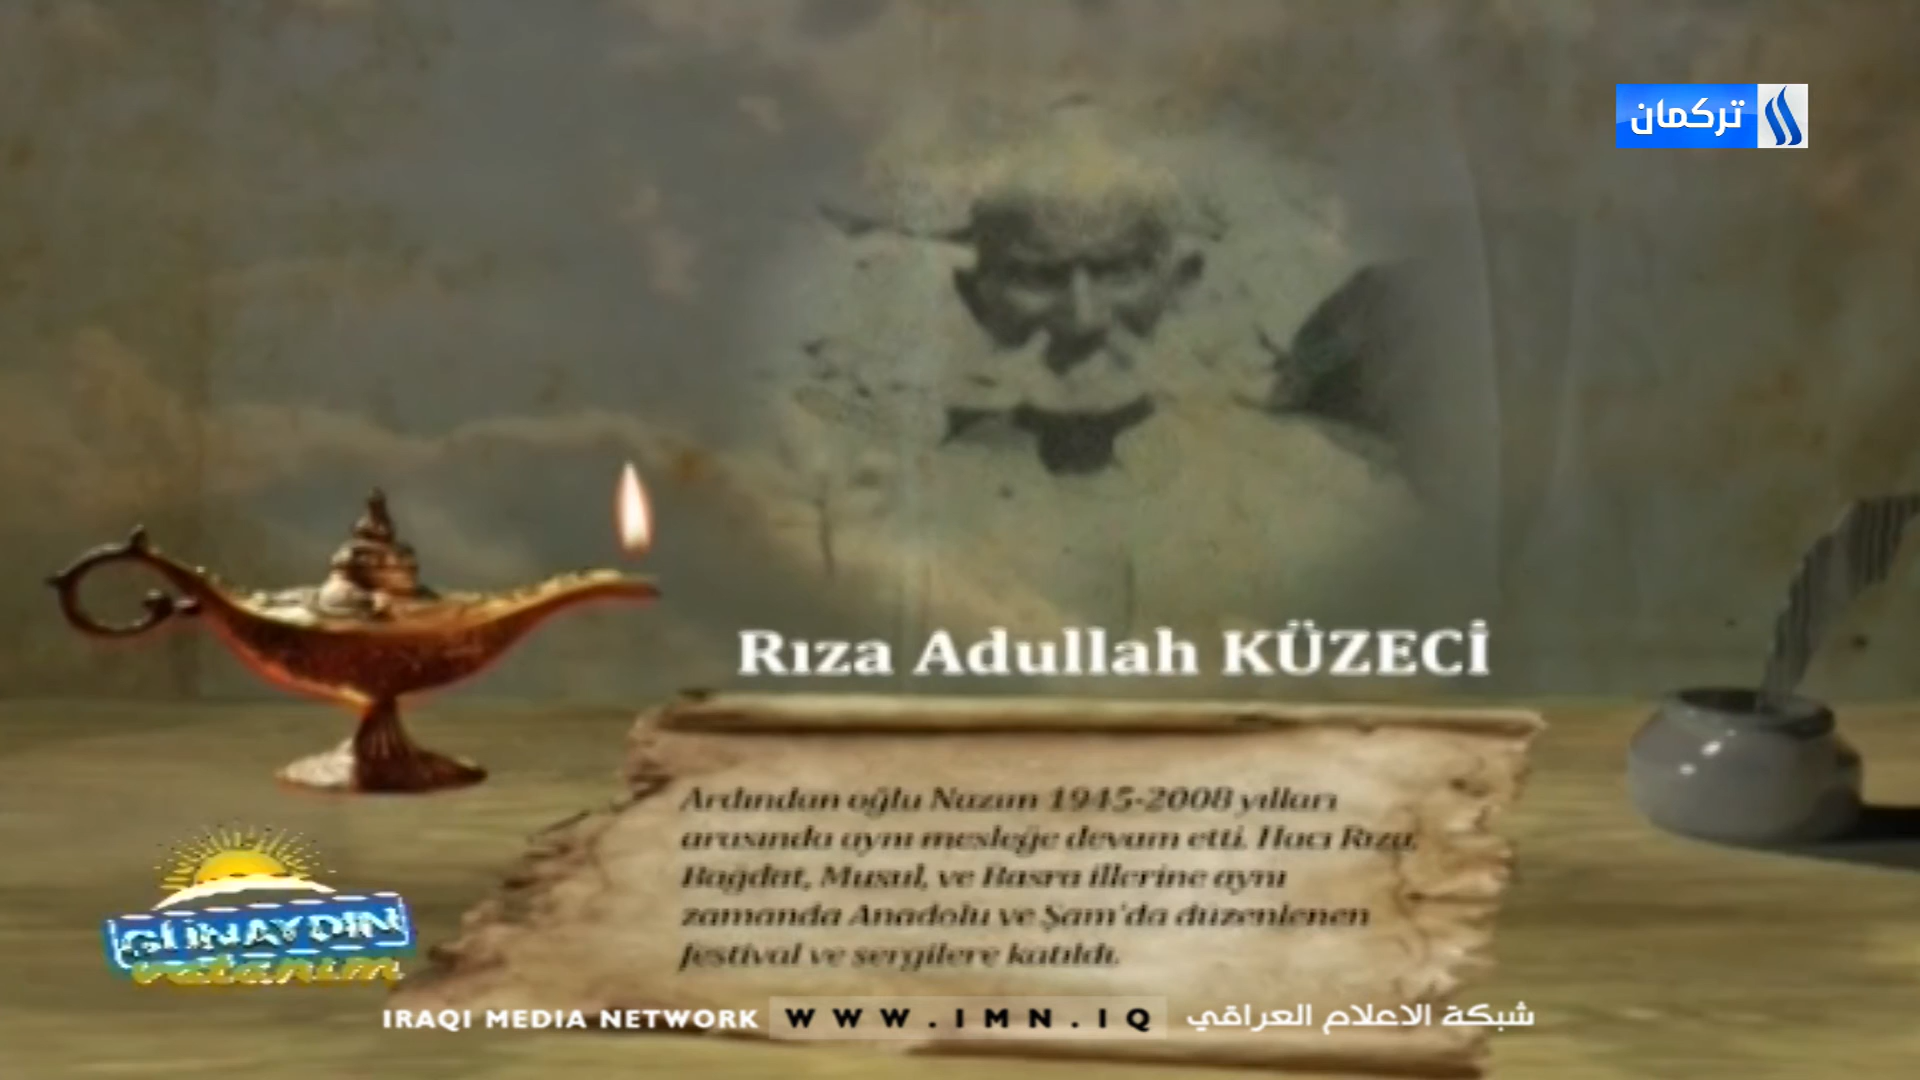 تركمان
Rıza Adullah KÜZECİ
Ardından oğlu Nazım 1945-2008 yılları
arasında aynı mesleğe devam etti. Hacı Rıza,
Bağdat, Musul, ve Basra illerine aynı
zamanda Anadolu ve Şam'da düzenlenen
festival ve sergilere katıldı.
GÜNAYDIN
vatanım
IRAQI MEDIA NETWORK WWW.IMN.IQ شبكة الاعلام العراقي